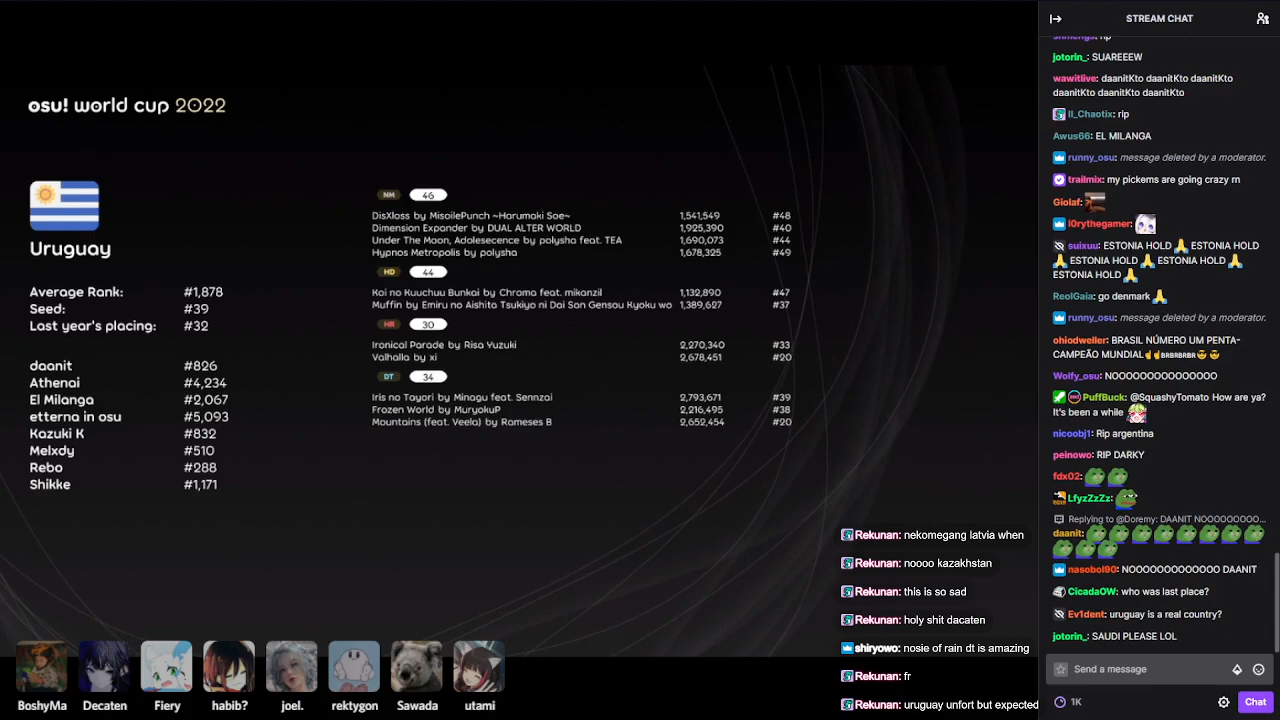 osu! world cup 2022
Uruguay
Average Rank: #1,878
Seed: #39
Last year's placing: #32
daanit #826
Athenai #4,234
El Milanga #2,067
etterna in osu #5,093
Kazuki K #832
Melxdy #510
Rebo #288
Shikke #1,171
NM 46
DisXloss by MisoilePunch ~Harumaki Soe~ 1,541,549 #48
Dimension Expander by DUAL ALTER WORLD 1,925,390 #40
Under The Moon, Adolesecence by polysha feat. TEA 1,690,073 #44
Hypnos Metropolis by polysha 1,678,325 #49
HD 44
Koi no Kuuchuu Bunkai by Chroma feat. mikanzil 1,132,890 #47
Muffin by Emiru no Aishita Tsukiyo ni Dai San Gensou Kyoku wo 1,389,627 #37
HR 30
Ironical Parade by Risa Yuzuki 2,270,340 #33
Valhalla by xi 2,678,451 #20
DT 34
Iris no Tayori by Minagu feat. Sennzai 2,793,671 #39
Frozen World by MuryokuP 2,216,495 #38
Mountains (feat. Veela) by Rameses B 2,652,454 #20
Rekunan: nekomegang latvia when
Rekunan: noooo kazakhstan
Rekunan: this is so sad
Rekunan: holy shit dacaten
shiryowo: nosie of rain dt is amazing
Rekunan: fr
Rekunan: uruguay unfort but expected
BoshyMa Decaten Fiery habib? joel. rektygon Sawada utami
STREAM CHAT
jotorin_: SUAREEEW
wawitlive: daanitKto daanitKto daanitKto
daanitKto daanitKto daanitKto
II_Chaotix: rip
Awus66: EL MILANGA
runny_osu: message deleted by a moderator.
trailmix: my pickems are going crazy rn
Giolaf:
i0rythegamer:
suixuu: ESTONIA HOLD 🙏 ESTONIA HOLD
🙏 ESTONIA HOLD 🙏 ESTONIA HOLD 🙏
ESTONIA HOLD 🙏
ReolGaia: go denmark 🙏
runny_osu: message deleted by a moderator.
ohiodweller: BRASIL NÚMERO UM PENTA-
CAMPEÃO MUNDIAL☝☝BRBRBRBR😎 😎
Wolfy_osu: NOOOOOOOOOOOOOO
PuffBuck: @SquashyTomato How are ya?
It's been a while
nicoobj1: Rip argentina
peinowo: RIP DARKY
fdx02:
LfyzZzZz:
Replying to @Doremy: DAANIT NOOOOOOOOO...
daanit:
nasobol90: NOOOOOOOOOOOOO DAANIT
CicadaOW: who was last place?
Ev1dent: uruguay is a real country?
jotorin_: SAUDI PLEASE LOL
Send a message
1K
Chat